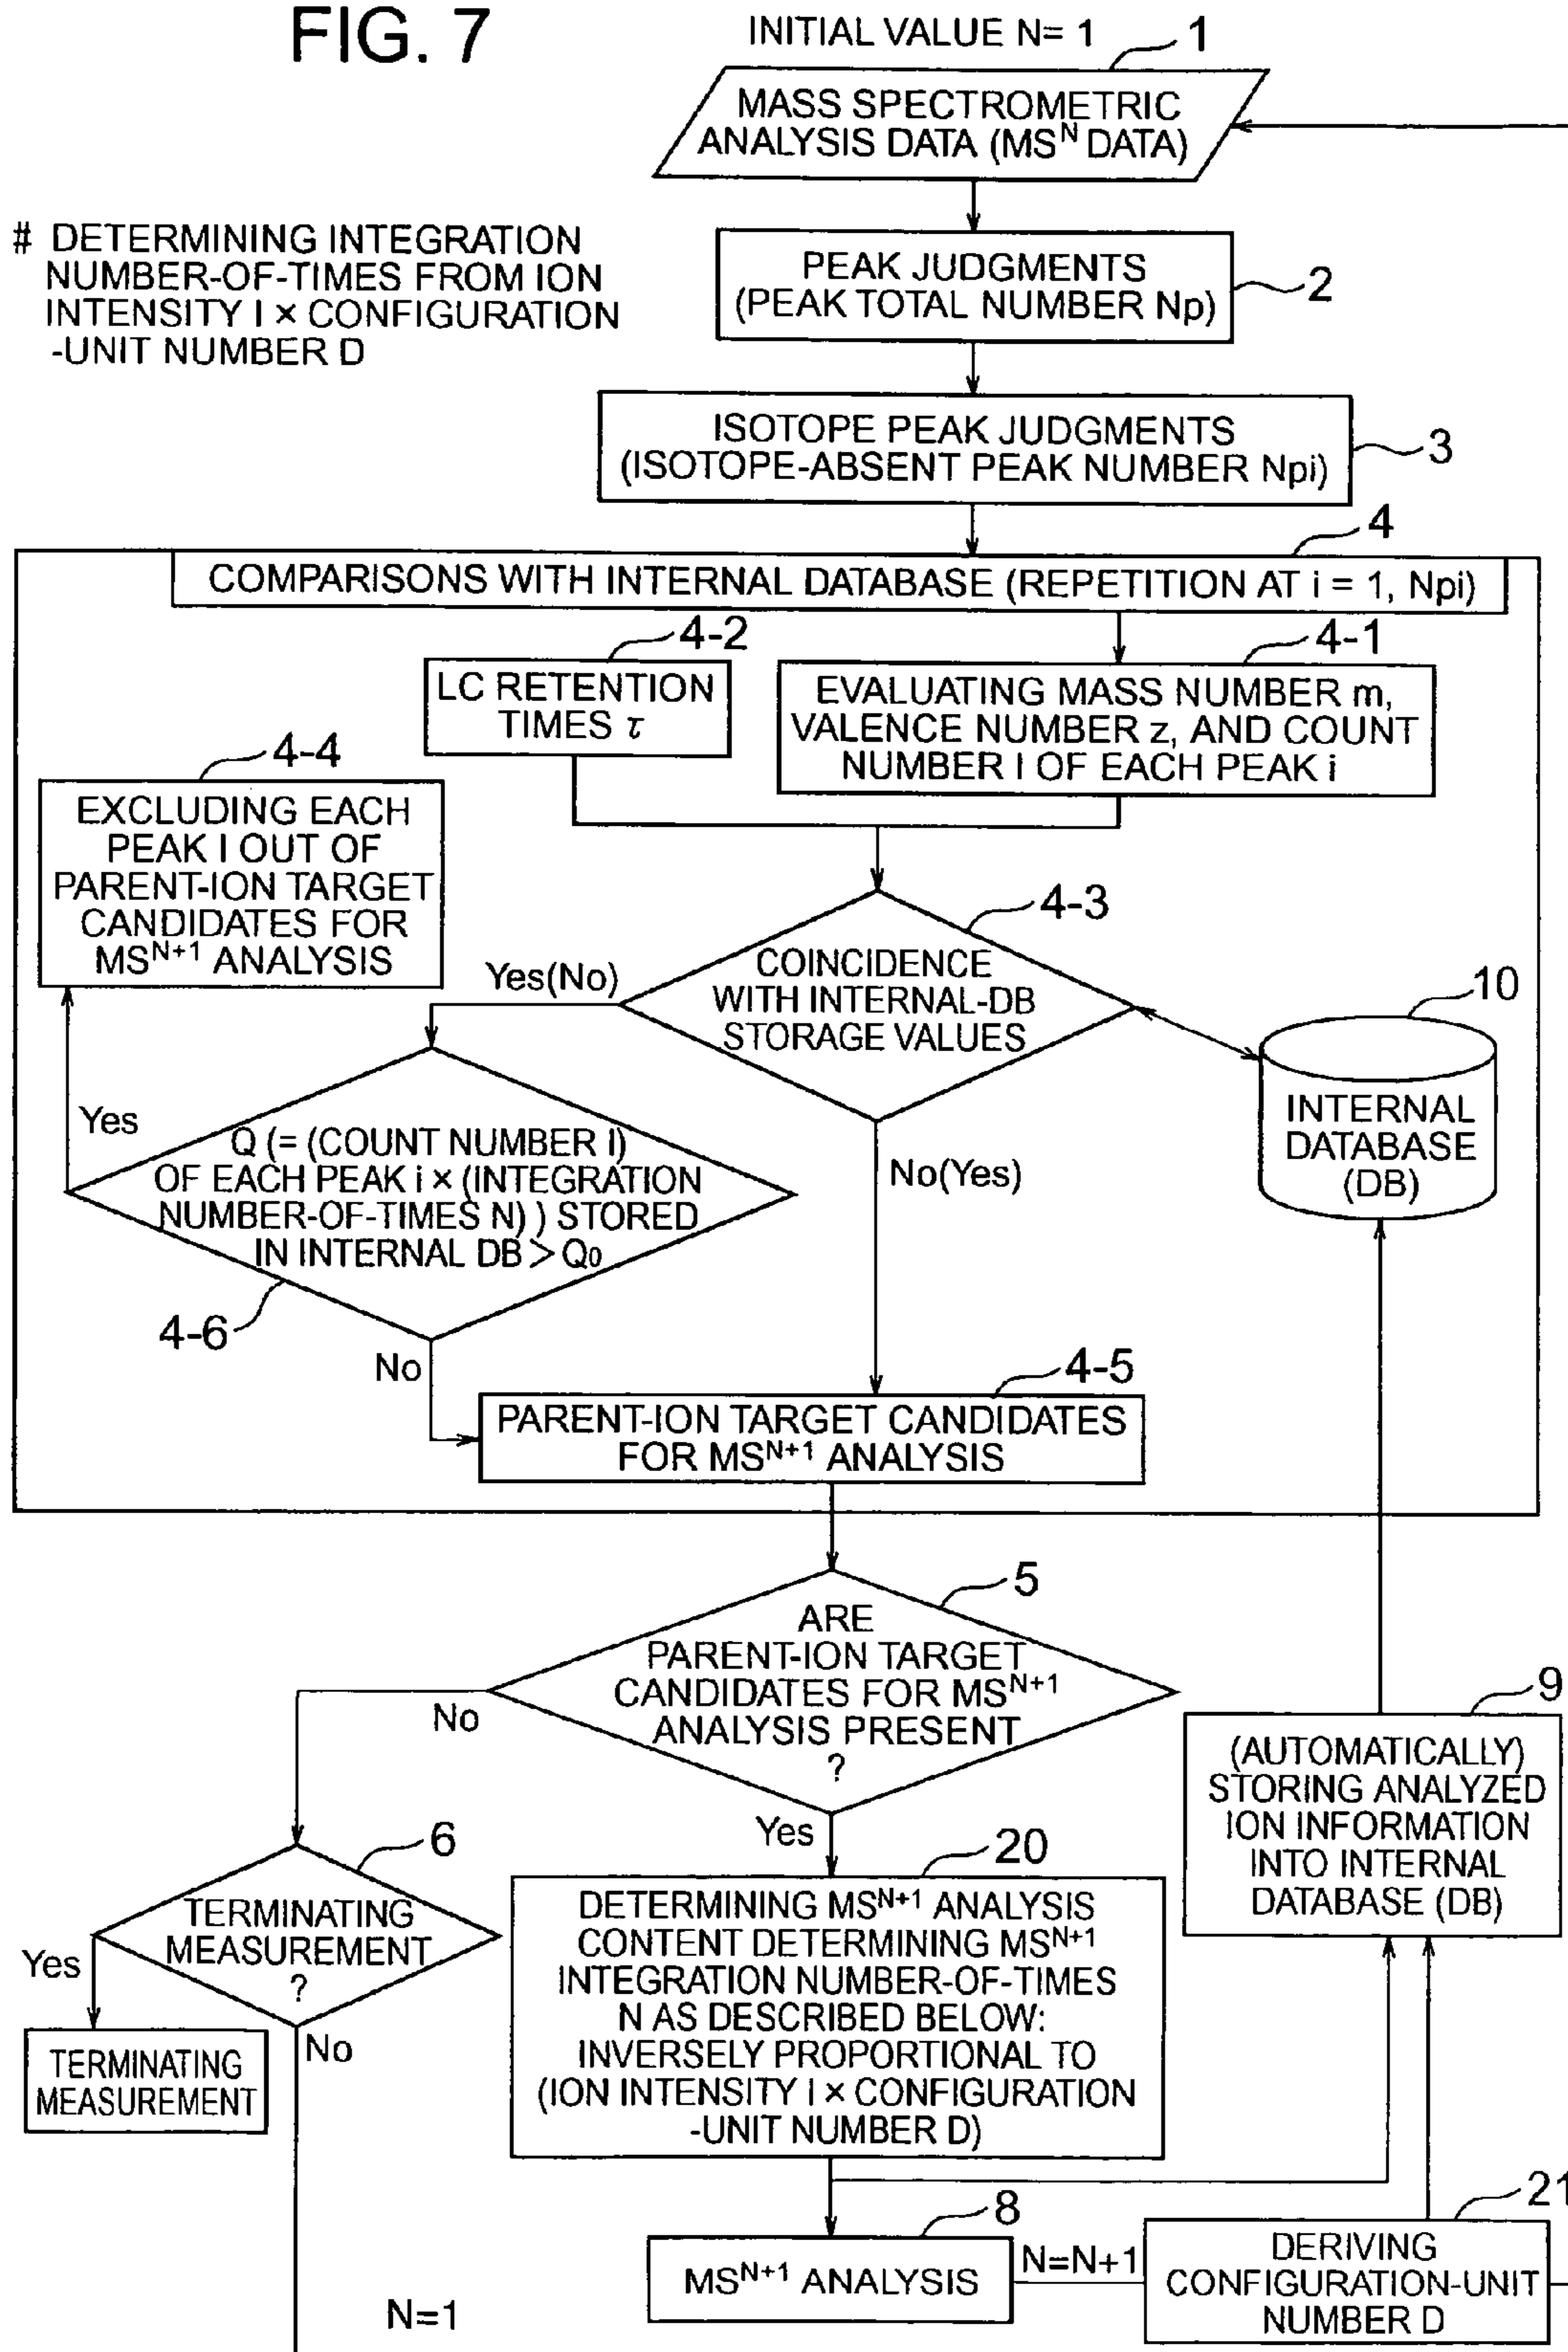 FIG. 7
INITIAL VALUE N= 1
1
MASS SPECTROMETRIC
ANALYSIS DATA (MS^N DATA)
# DETERMINING INTEGRATION
NUMBER-OF-TIMES FROM ION
INTENSITY I × CONFIGURATION
-UNIT NUMBER D
PEAK JUDGMENTS
(PEAK TOTAL NUMBER Np)
2
ISOTOPE PEAK JUDGMENTS
(ISOTOPE-ABSENT PEAK NUMBER Npi)
3
4
COMPARISONS WITH INTERNAL DATABASE (REPETITION AT i = 1, Npi)
4-2
LC RETENTION
TIMES τ
4-1
EVALUATING MASS NUMBER m,
VALENCE NUMBER z, AND COUNT
NUMBER I OF EACH PEAK i
4-4
EXCLUDING EACH
PEAK I OUT OF
PARENT-ION TARGET
CANDIDATES FOR
MS^N+1 ANALYSIS
4-3
COINCIDENCE
WITH INTERNAL-DB
STORAGE VALUES
Yes(No)
10
INTERNAL
DATABASE
(DB)
Yes
Q (= (COUNT NUMBER I)
OF EACH PEAK i × (INTEGRATION
NUMBER-OF-TIMES N) ) STORED
IN INTERNAL DB > Q0
4-6
No(Yes)
No
4-5
PARENT-ION TARGET CANDIDATES
FOR MS^N+1 ANALYSIS
5
ARE
PARENT-ION TARGET
CANDIDATES FOR MS^N+1
ANALYSIS PRESENT
?
No
Yes
9
(AUTOMATICALLY)
STORING ANALYZED
ION INFORMATION
INTO INTERNAL
DATABASE (DB)
6
TERMINATING
MEASUREMENT
?
Yes
No
TERMINATING
MEASUREMENT
20
DETERMINING MS^N+1 ANALYSIS
CONTENT DETERMINING MS^N+1
INTEGRATION NUMBER-OF-TIMES
N AS DESCRIBED BELOW:
INVERSELY PROPORTIONAL TO
(ION INTENSITY I × CONFIGURATION
-UNIT NUMBER D)
8
MS^N+1 ANALYSIS
N=N+1
21
DERIVING
CONFIGURATION-UNIT
NUMBER D
N=1